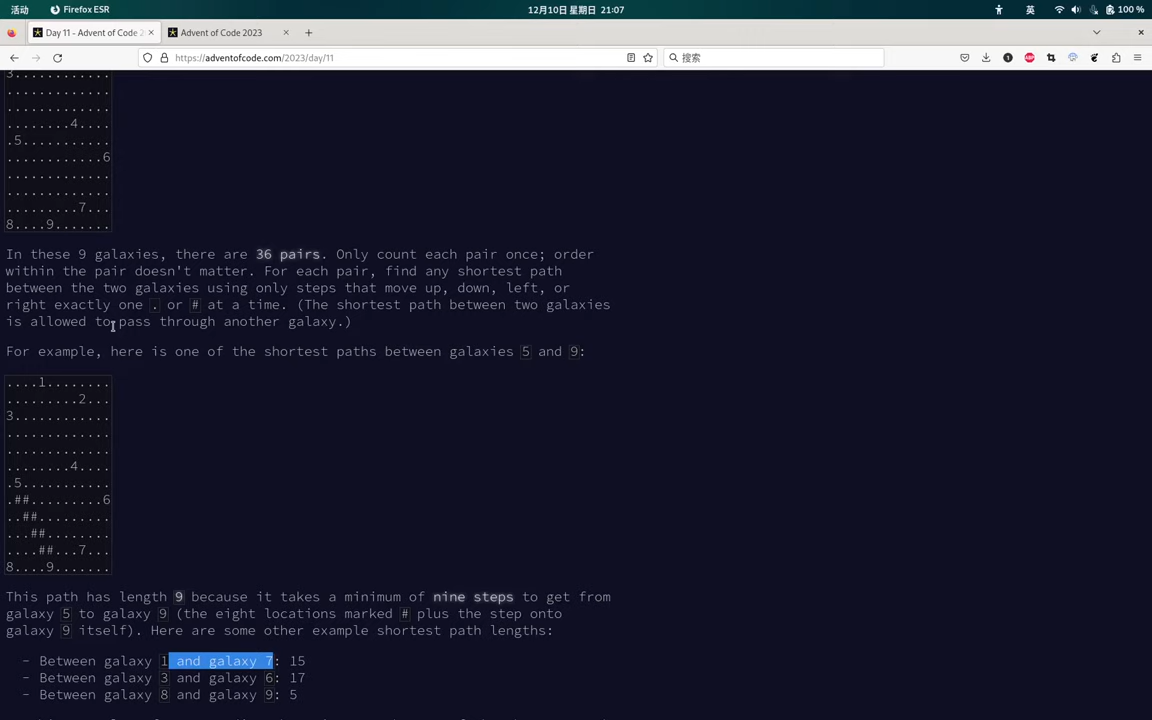 活动 Firefox ESR 12月10日 星期日 21:07 英 100 %
Day 11 - Advent of Code 2 × Advent of Code 2023 × + ×
https://adventofcode.com/2023/day/11 搜索
3............
.............
.............
........4....
.5...........
............6
.............
.............
.........7...
8....9.......
In these 9 galaxies, there are 36 pairs. Only count each pair once; order
within the pair doesn't matter. For each pair, find any shortest path
between the two galaxies using only steps that move up, down, left, or
right exactly one . or # at a time. (The shortest path between two galaxies
is allowed to pass through another galaxy.)
For example, here is one of the shortest paths between galaxies 5 and 9:
....1........
.........2...
3............
.............
.............
........4....
.5...........
.##.........6
..##.........
...##........
....##...7...
8....9.......
This path has length 9 because it takes a minimum of nine steps to get from
galaxy 5 to galaxy 9 (the eight locations marked # plus the step onto
galaxy 9 itself). Here are some other example shortest path lengths:
- Between galaxy 1 and galaxy 7: 15
- Between galaxy 3 and galaxy 6: 17
- Between galaxy 8 and galaxy 9: 5